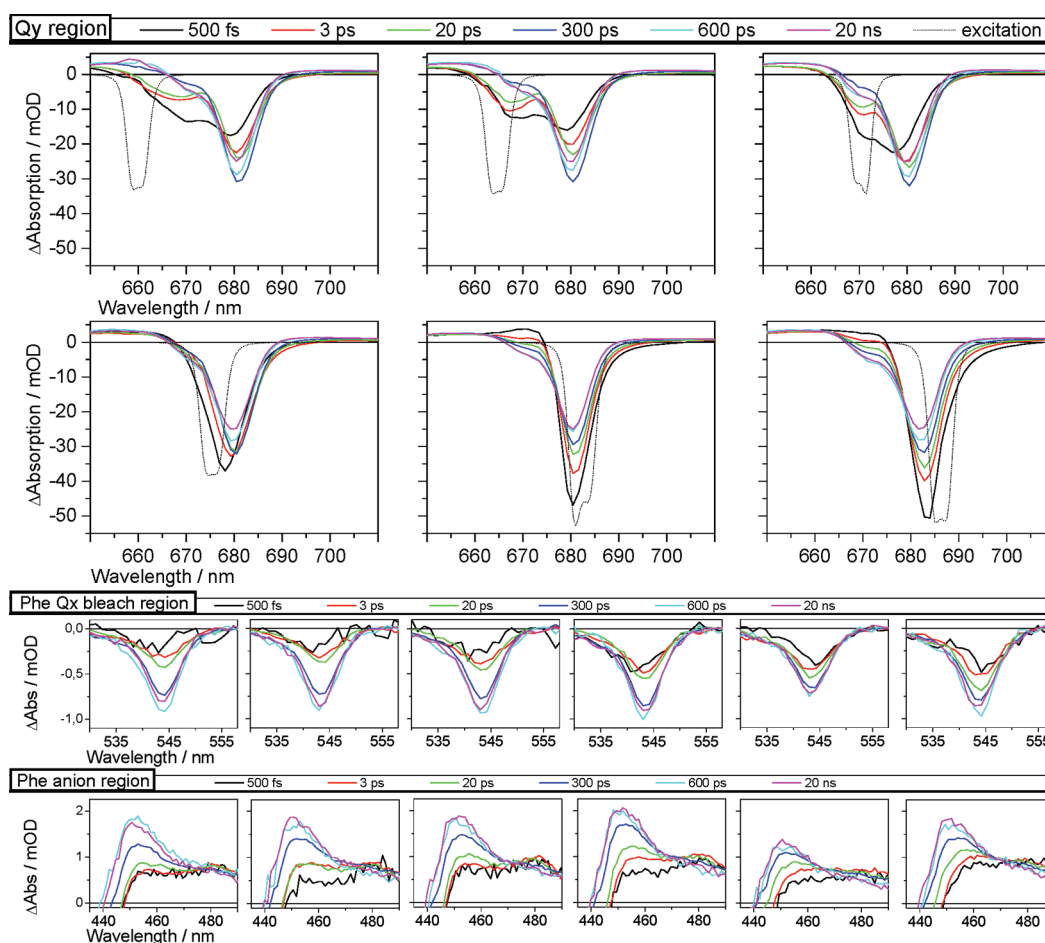 Qy region 500 fs 3 ps 20 ps 300 ps 600 ps 20 ns excitation
0
-10
-20
-30
-40
-50
ΔAbsorption / mOD
660 670 680 690 700 660 670 680 690 700 660 670 680 690 700
Wavelength / nm
0
-10
-20
-30
-40
-50
ΔAbsorption / mOD
660 670 680 690 700 660 670 680 690 700 660 670 680 690 700
Wavelength / nm
Phe Qx bleach region 500 fs 3 ps 20 ps 300 ps 600 ps 20 ns
0,0
-0,5
-1,0
ΔAbs / mOD
535 545 555 535 545 555 535 545 555 535 545 555 535 545 555 535 545 555
Wavelength / nm
Phe anion region 500 fs 3 ps 20 ps 300 ps 600 ps 20 ns
2
1
0
ΔAbs / mOD
440 460 480 440 460 480 440 460 480 440 460 480 440 460 480 440 460 480
Wavelength / nm